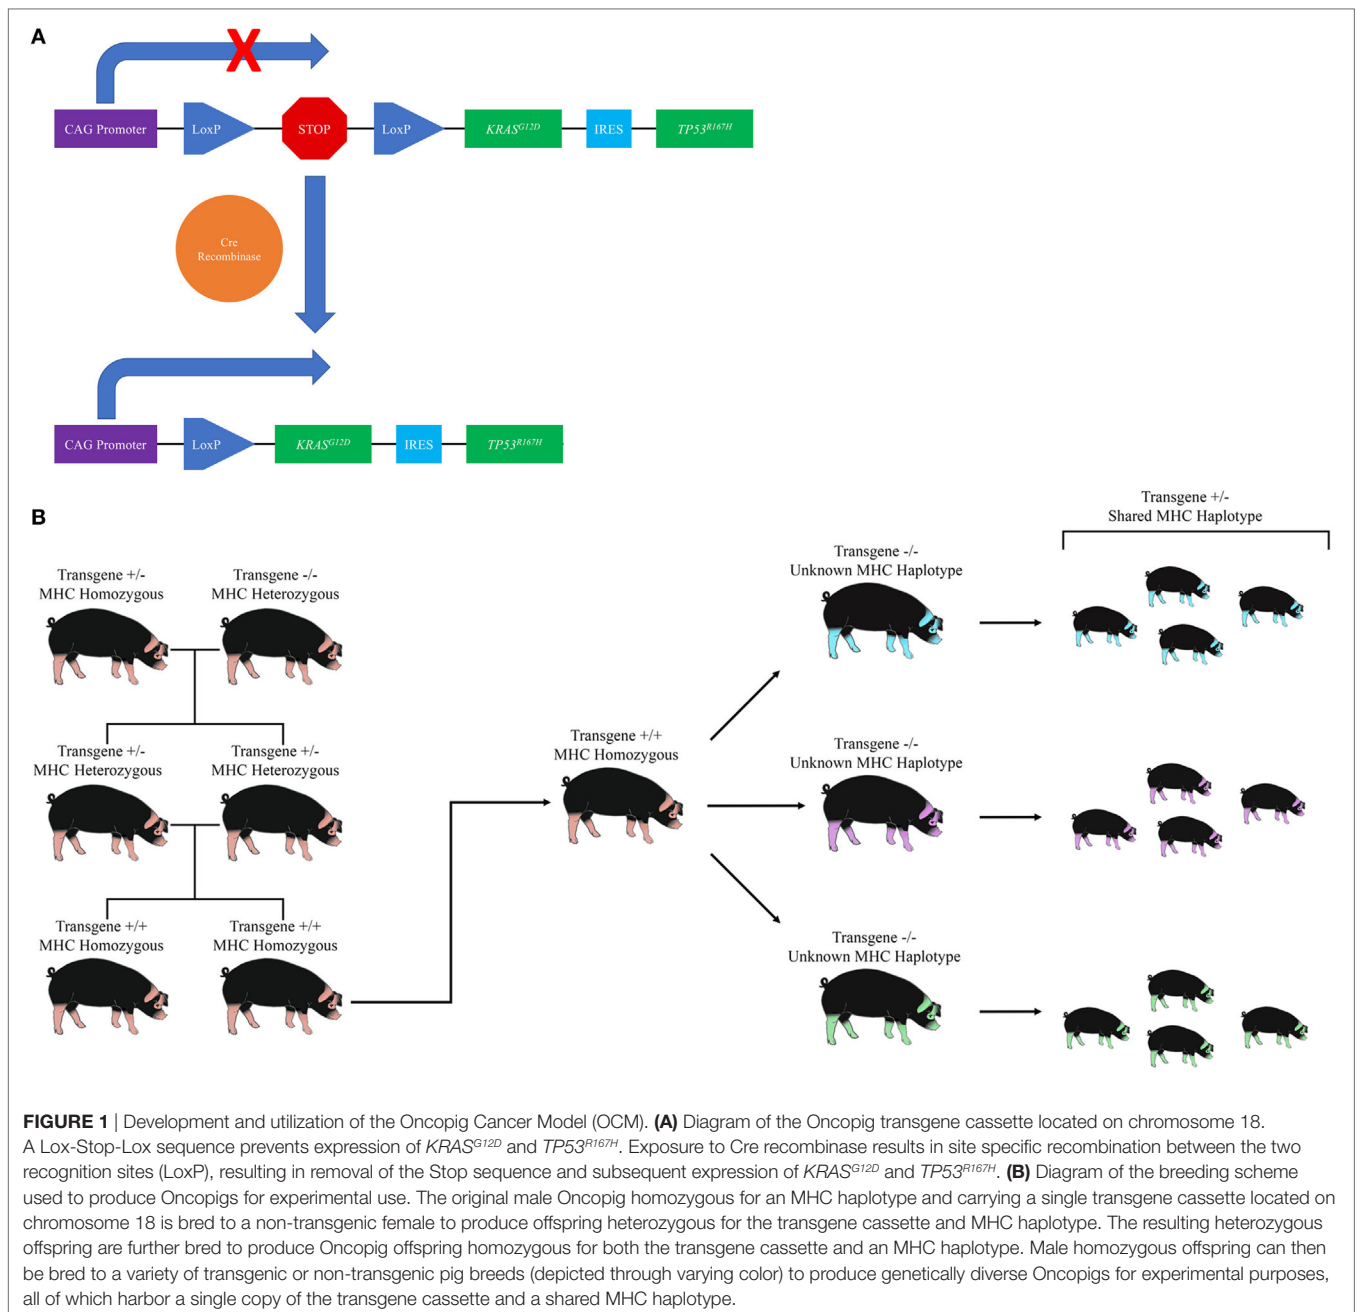 A
X
CAG Promoter
LoxP
STOP
LoxP
KRASG12D
IRES
TP53R167H
Cre
Recombinase
CAG Promoter
LoxP
KRASG12D
IRES
TP53R167H
B
Transgene +/-
MHC Homozygous
Transgene -/-
MHC Heterozygous
Transgene +/-
MHC Heterozygous
Transgene +/-
MHC Heterozygous
Transgene +/+
MHC Homozygous
Transgene +/+
MHC Homozygous
Transgene +/+
MHC Homozygous
Transgene -/-
Unknown MHC Haplotype
Transgene -/-
Unknown MHC Haplotype
Transgene -/-
Unknown MHC Haplotype
Transgene +/-
Shared MHC Haplotype
FIGURE 1 | Development and utilization of the Oncopig Cancer Model (OCM). (A) Diagram of the Oncopig transgene cassette located on chromosome 18.
A Lox-Stop-Lox sequence prevents expression of KRASG12D and TP53R167H. Exposure to Cre recombinase results in site specific recombination between the two
recognition sites (LoxP), resulting in removal of the Stop sequence and subsequent expression of KRASG12D and TP53R167H. (B) Diagram of the breeding scheme
used to produce Oncopigs for experimental use. The original male Oncopig homozygous for an MHC haplotype and carrying a single transgene cassette located on
chromosome 18 is bred to a non-transgenic female to produce offspring heterozygous for the transgene cassette and MHC haplotype. The resulting heterozygous
offspring are further bred to produce Oncopig offspring homozygous for both the transgene cassette and an MHC haplotype. Male homozygous offspring can then
be bred to a variety of transgenic or non-transgenic pig breeds (depicted through varying color) to produce genetically diverse Oncopigs for experimental purposes,
all of which harbor a single copy of the transgene cassette and a shared MHC haplotype.